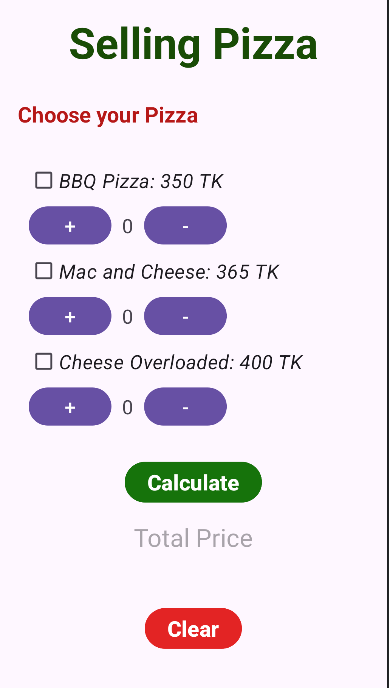 Selling Pizza
Choose your Pizza
BBQ Pizza: 350 TK
+ 0 -
Mac and Cheese: 365 TK
+ 0 -
Cheese Overloaded: 400 TK
+ 0 -
Calculate
Total Price
Clear